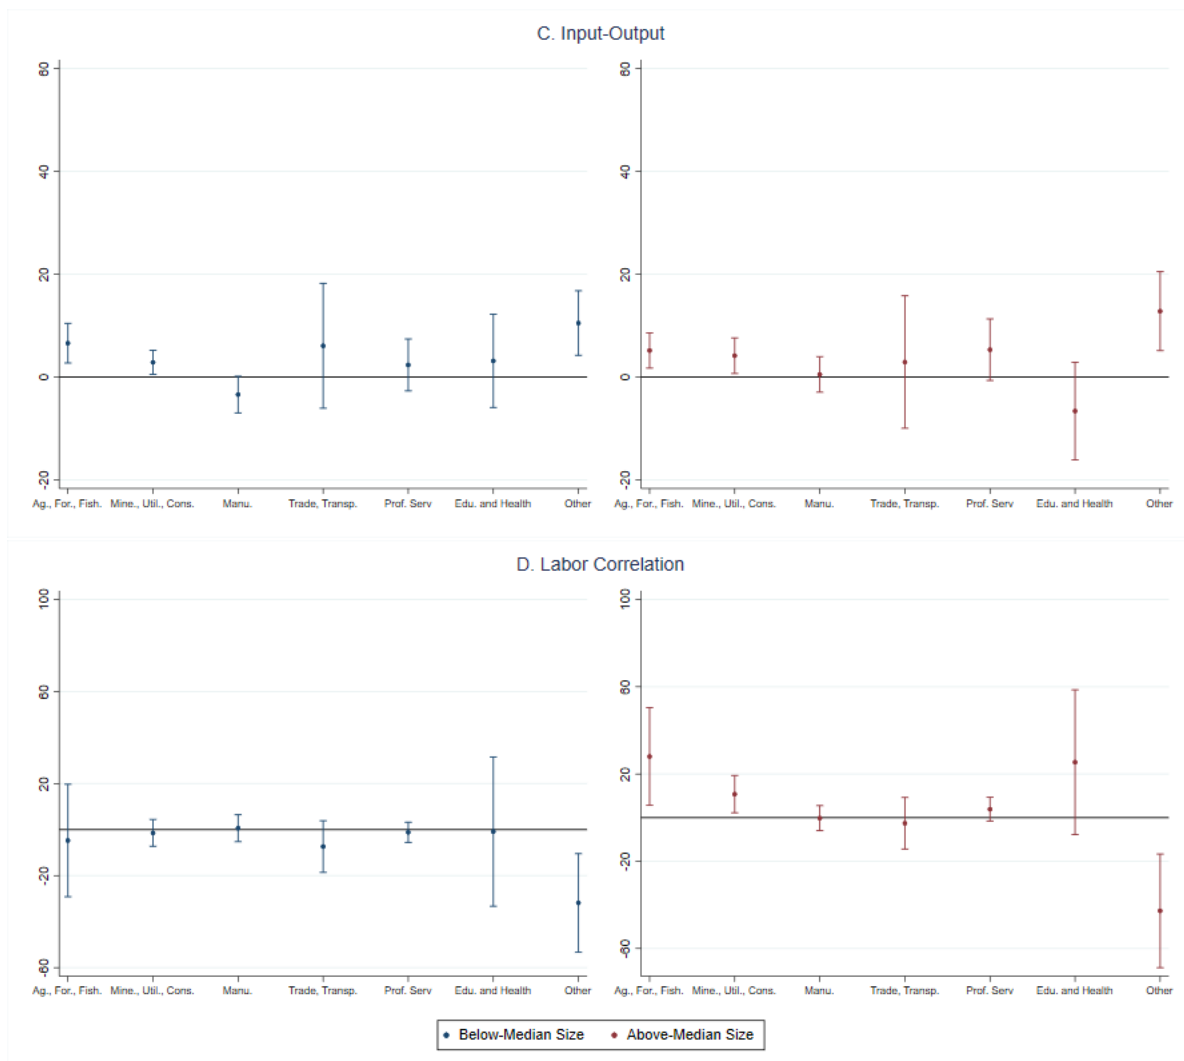 C. Input-Output
60
40
20
0
-20
Ag., For., Fish. Mine., Util., Cons. Manu. Trade, Transp. Prof. Serv Edu. and Health Other
60
40
20
0
-20
Ag., For., Fish. Mine., Util., Cons. Manu. Trade, Transp. Prof. Serv Edu. and Health Other
D. Labor Correlation
100
60
20
-20
-60
Ag., For., Fish. Mine., Util., Cons. Manu. Trade, Transp. Prof. Serv Edu. and Health Other
100
60
20
-20
-60
Ag., For., Fish. Mine., Util., Cons. Manu. Trade, Transp. Prof. Serv Edu. and Health Other
Below-Median Size Above-Median Size